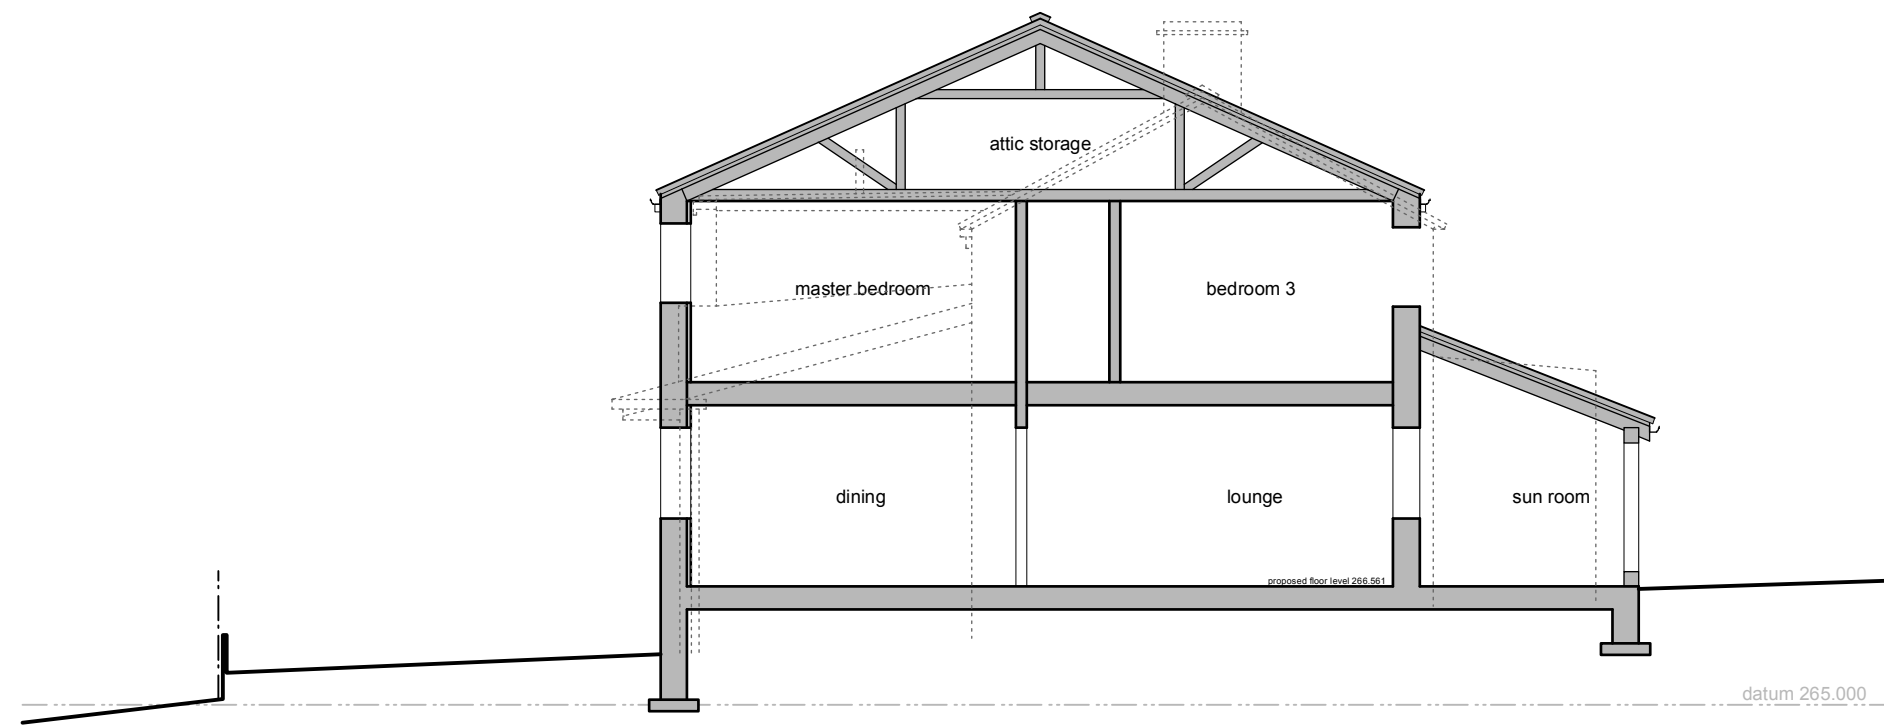 attic storage
master bedroom
bedroom 3
dining
lounge
sun room
proposed floor level 266.561
datum 265.000